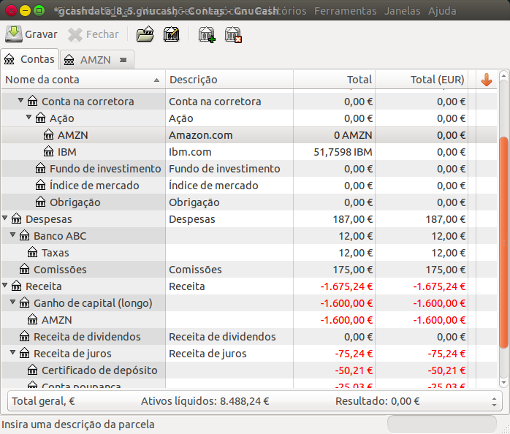 *gcashdata_8_5.gnucash - Contas - GnuCash
Relatórios Ferramentas Janelas Ajuda
Gravar Fechar
Contas AMZN
Nome da conta Descrição Total Total (EUR)
Conta na corretora Conta na corretora 0,00 € 0,00 €
Ação Ação 0,00 € 0,00 €
AMZN Amazon.com 0 AMZN 0,00 €
IBM Ibm.com 51,7598 IBM 0,00 €
Fundo de investimento Fundo de investimento 0,00 € 0,00 €
Índice de mercado Índice de mercado 0,00 € 0,00 €
Obrigação Obrigação 0,00 € 0,00 €
Despesas Despesas 187,00 € 187,00 €
Banco ABC 12,00 € 12,00 €
Taxas 12,00 € 12,00 €
Comissões Comissões 175,00 € 175,00 €
Receita Receita -1.675,24 € -1.675,24 €
Ganho de capital (longo) -1.600,00 € -1.600,00 €
AMZN -1.600,00 € -1.600,00 €
Receita de dividendos Receita de dividendos 0,00 € 0,00 €
Receita de juros Receita de juros -75,24 € -75,24 €
Certificado de depósito -50,21 € -50,21 €
Conta poupança -25,03 € -25,03 €
Total geral, € Ativos líquidos: 8.488,24 € Resultado: 0,00 €
Insira uma descrição da parcela